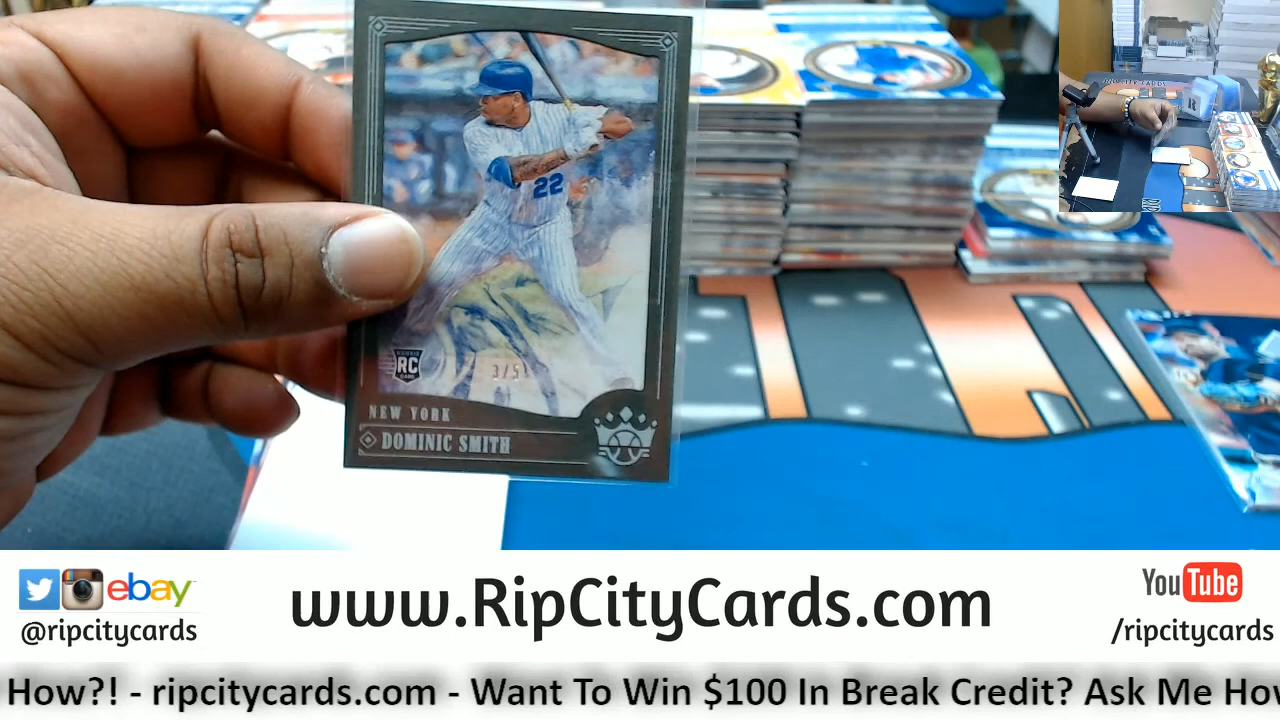 22
RC
3/5
NEW YORK
DOMINIC SMITH
ebay
@ripcitycards
www.RipCityCards.com
YouTube
/ripcitycards
How?! - ripcitycards.com - Want To Win $100 In Break Credit? Ask Me How